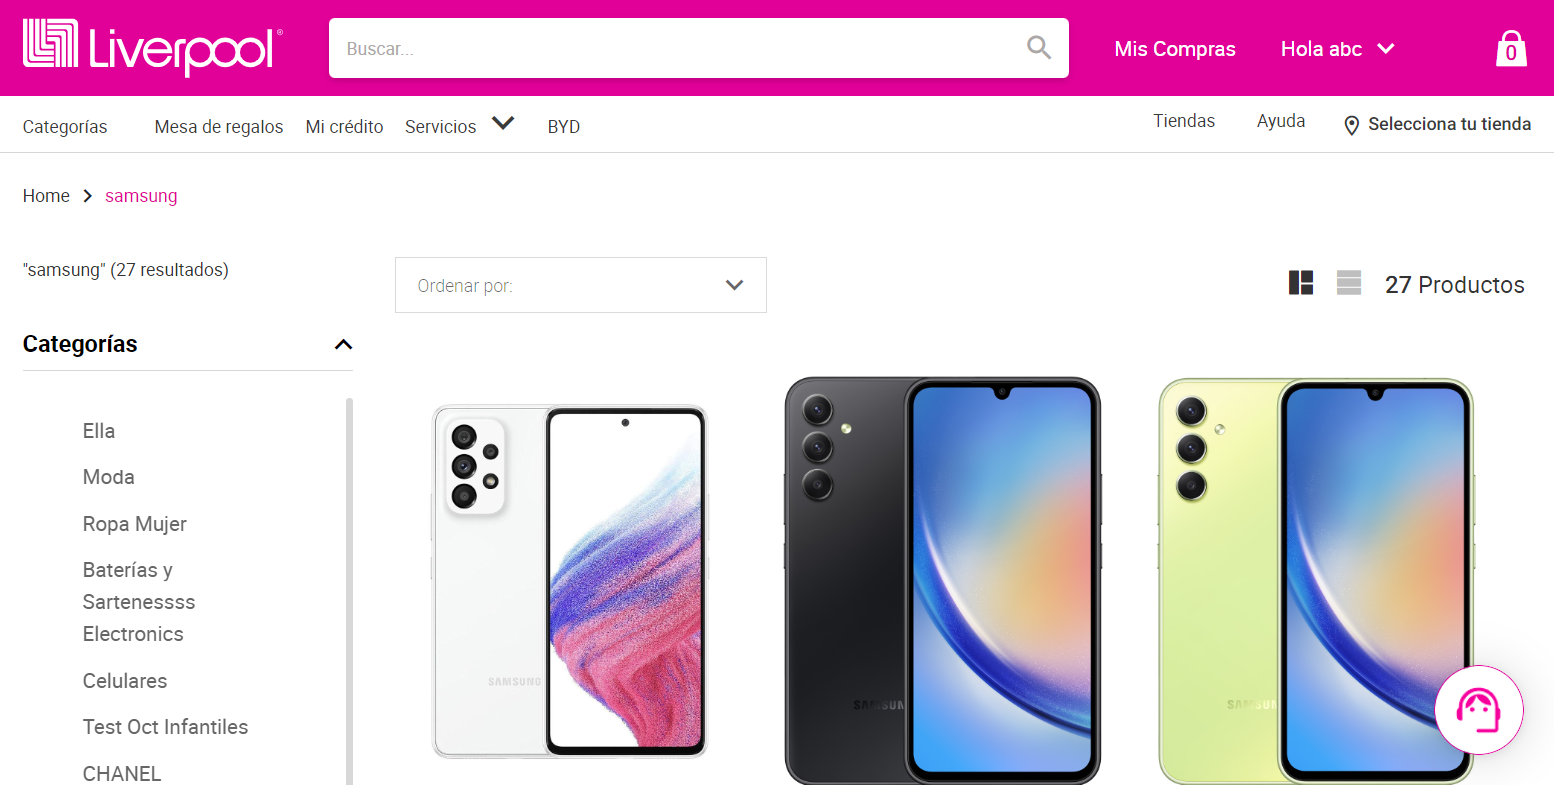 Liverpool®
Buscar...
Mis Compras
Hola abc
0
Categorías
Mesa de regalos
Mi crédito
Servicios
BYD
Tiendas
Ayuda
Selecciona tu tienda
Home
samsung
"samsung" (27 resultados)
Ordenar por:
27 Productos
Categorías
Ella
Moda
Ropa Mujer
Baterías y
Sartenessss
Electronics
Celulares
Test Oct Infantiles
CHANEL
SAMSUNG
SAMSUN
SAMSUN